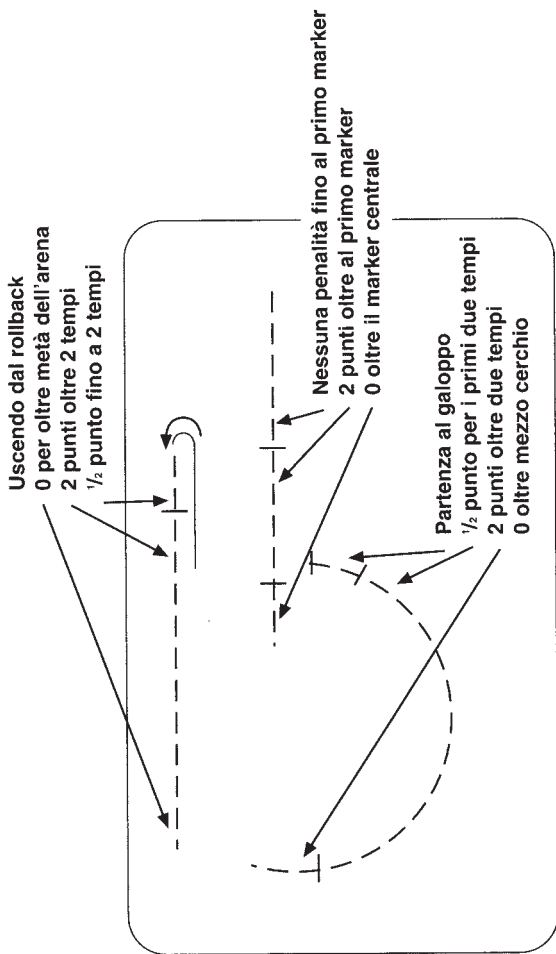 Uscendo dal rollback
0 per oltre metà dell'arena
2 punti oltre 2 tempi
½ punto fino a 2 tempi
Nessuna penalità fino al primo marker
2 punti oltre al primo marker
0 oltre il marker centrale
Partenza al galoppo
½ punto per i primi due tempi
2 punti oltre due tempi
0 oltre mezzo cerchio